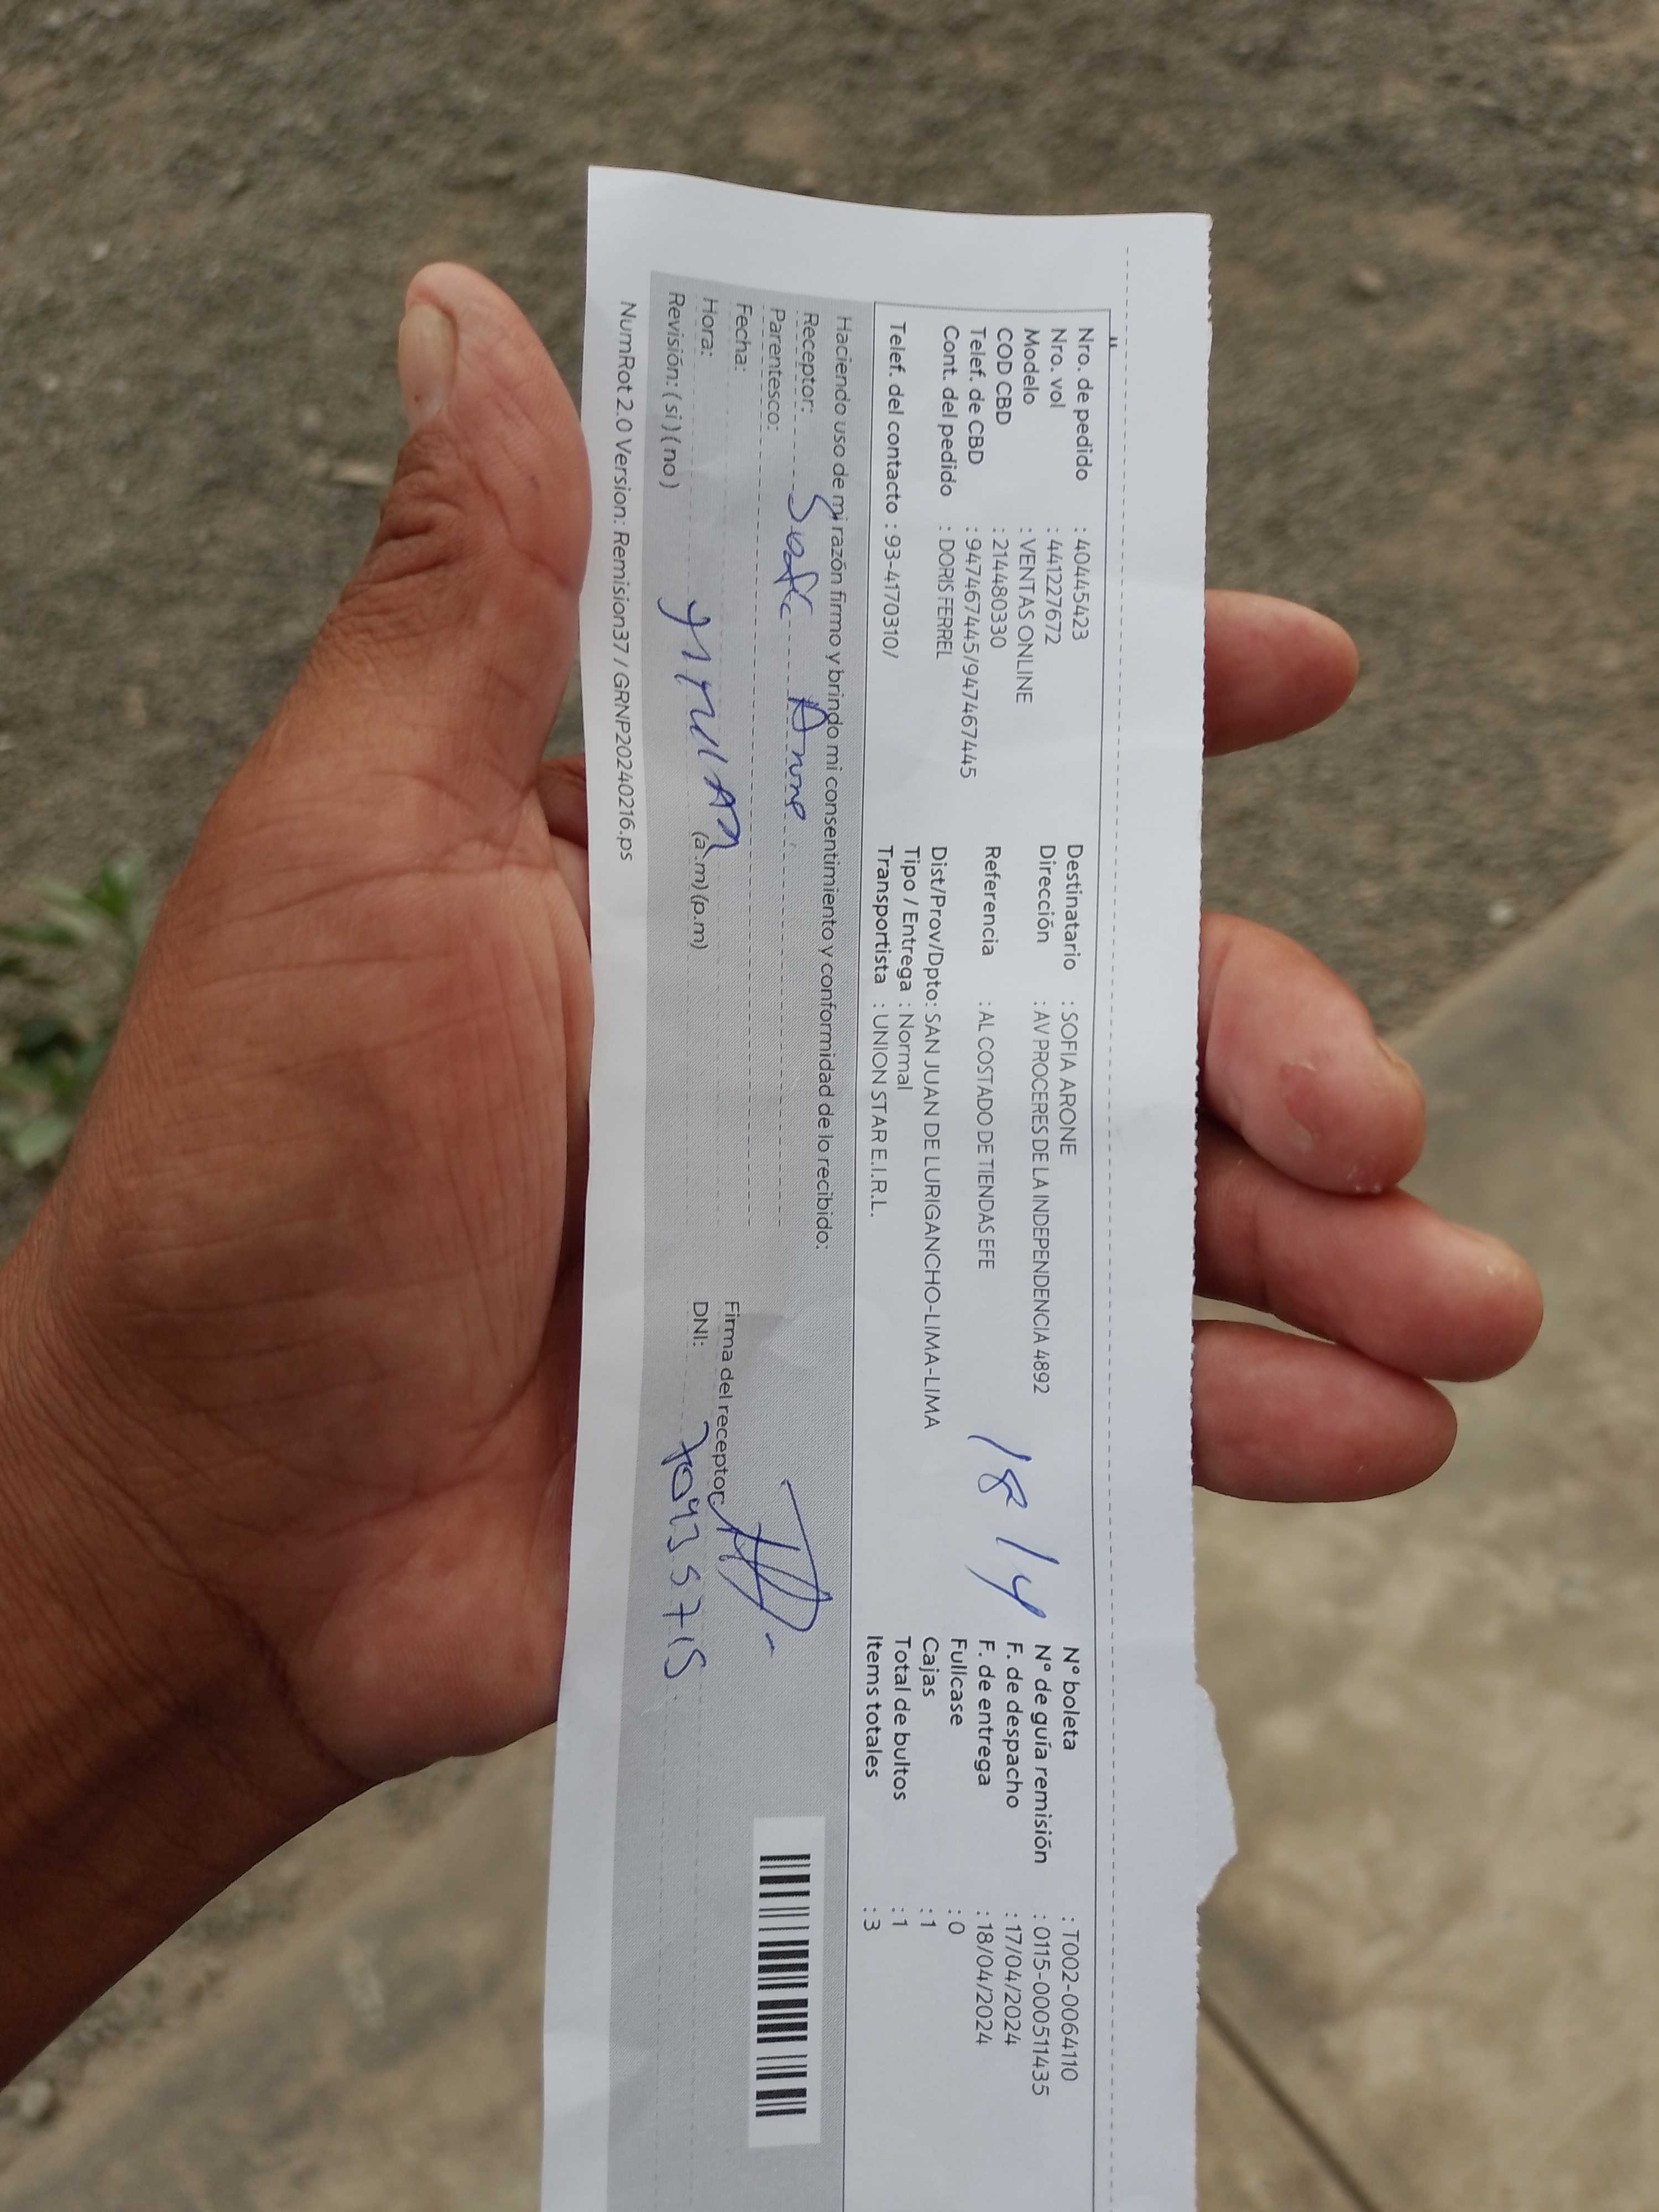 Nro. de pedido : 40445423
Nro. vol : 441227672
Modelo : VENTAS ONLINE
COD CBD : 214480330
Telef. de CBD : 947467445/947467445
Cont. del pedido : DORIS FERREL
Telef. del contacto : 93-4170310/
Destinatario : SOFIA ARONE
Dirección : AV PROCERES DE LA INDEPENDENCIA 4892
Referencia : AL COSTADO DE TIENDAS EFE
Dist/Prov/Dpto: SAN JUAN DE LURIGANCHO-LIMA-LIMA
Tipo / Entrega : Normal
Transportista : UNION STAR E.I.R.L.
18 14
N° boleta : T002-0064110
N° de guía remisión : 0115-000511435
F. de despacho : 17/04/2024
F. de entrega : 18/04/2024
Fullcase : 0
Cajas : 1
Total de bultos : 1
Items totales : 3
Haciendo uso de mi razón firmo y brindo mi consentimiento y conformidad de lo recibido:
Receptor: Arone
Parentesco:
Fecha:
Hora: (a.m) (p.m)
Revisión: ( si ) ( no )
Firma del receptor:
DNI:
NumRot 2.0 Version: Remision37 / GRNP20240216.ps